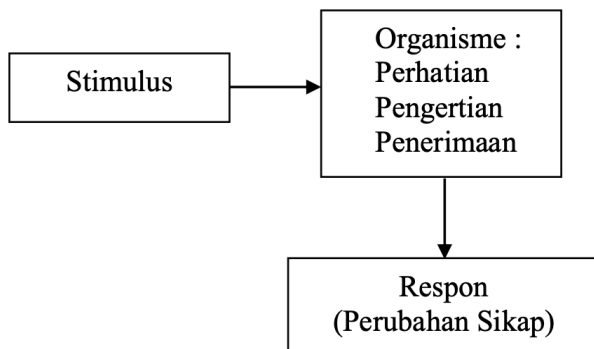 Stimulus
Organisme :
Perhatian
Pengertian
Penerimaan
Respon
(Perubahan Sikap)